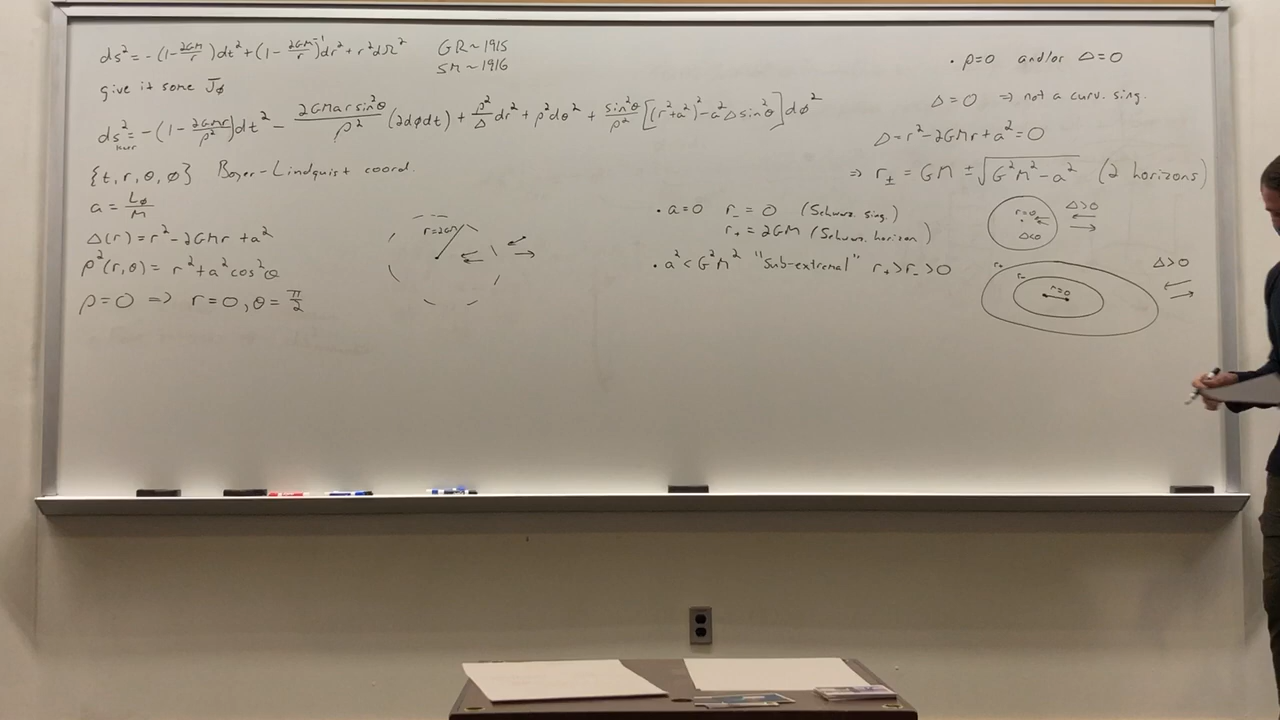 ds² = -(1-2GM/r)dt² + (1-2GM/r)⁻¹dr² + r²dΩ²
GR ~ 1915
SM ~ 1916
give it some J_φ
ds²_Kerr = -(1-2GMr/ρ²)dt² - 2GMar sin²θ/ρ² (2dφdt) + ρ²/Δ dr² + ρ²dθ² + sin²θ/ρ² [(r²+a²)²-a²Δsin²θ]dφ²
{t, r, θ, φ} Boyer-Lindquist coord.
a = L_φ/M
Δ(r) = r²-2GMr + a²
ρ²(r,θ) = r²+a²cos²θ
ρ=0 ⇒ r=0, θ=π/2
r=2GM
• ρ=0 and/or Δ=0
Δ=0 ⇒ not a curv. sing.
Δ=r²-2GMr+a²=0
⇒ r± = GM ± √(G²M²-a²) (2 horizons)
• a=0 r₋ = 0 (Schwarz. sing.)
r₊ = 2GM (Schwarz. horizon)
r=0
Δ<0
Δ>0
• a² < G²M² "Sub-extremal" r₊>r₋>0
r₊
r₋
r=0
Δ>0